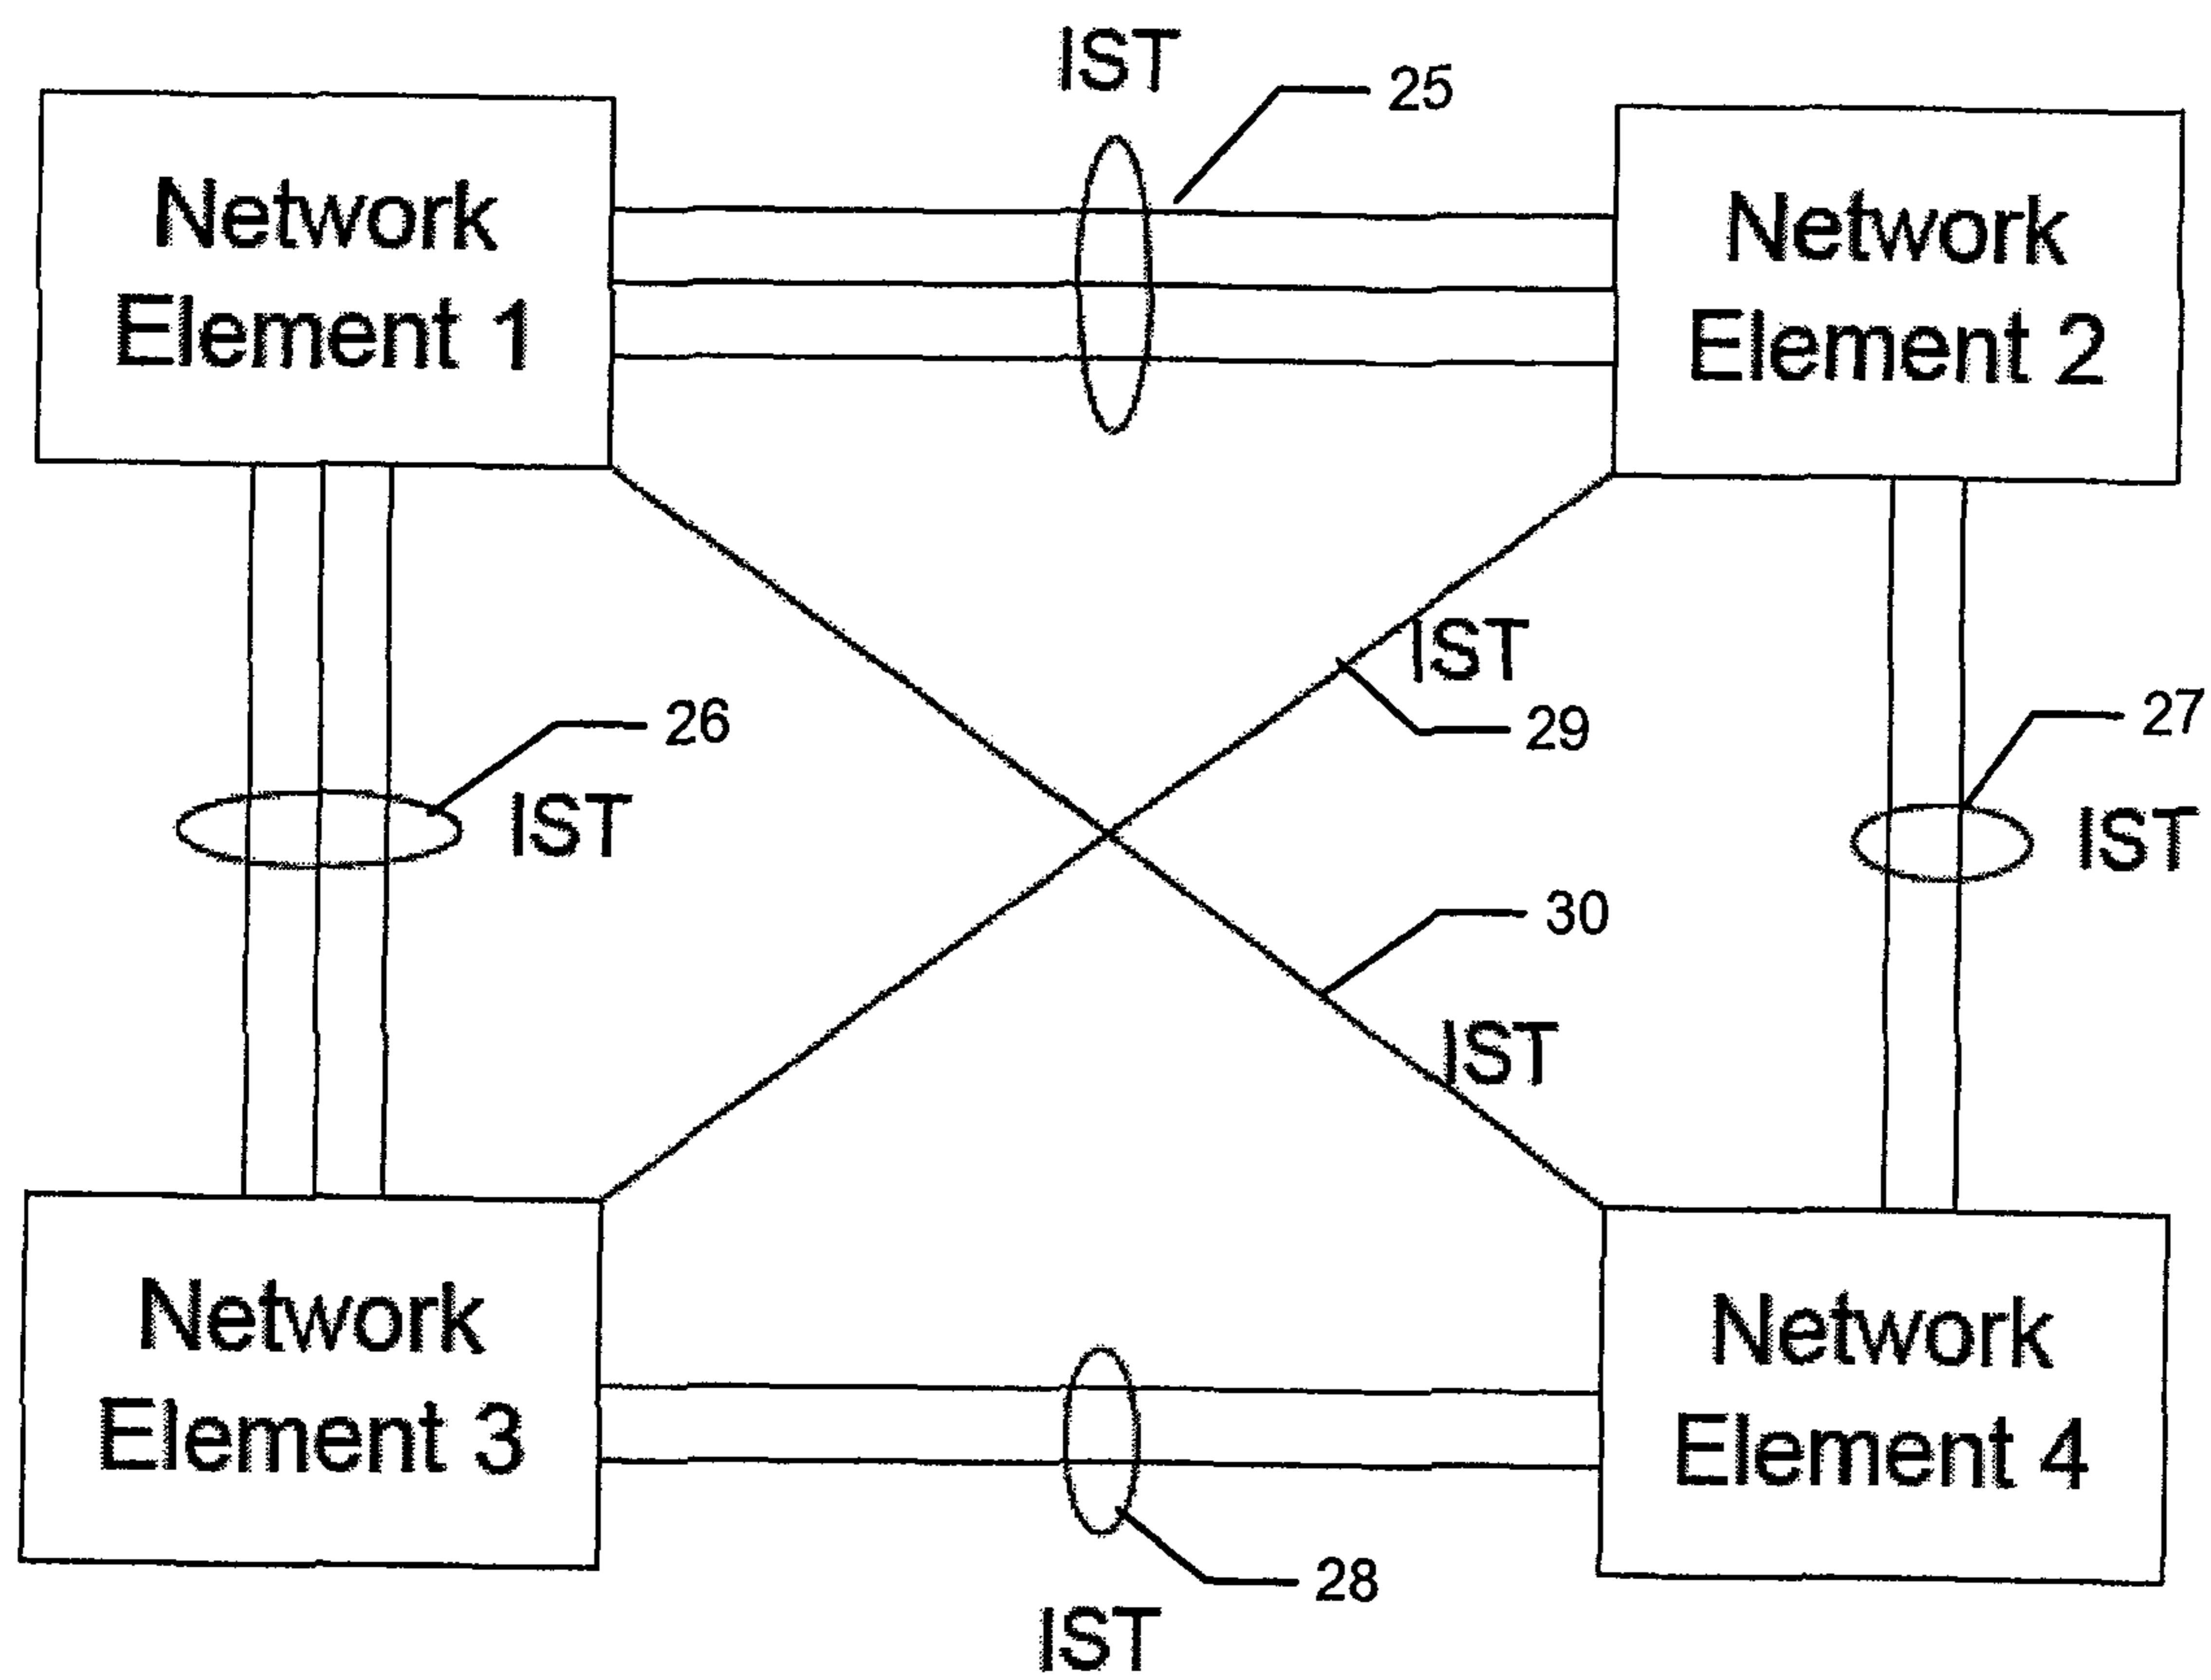 IST
25
Network
Element 1
Network
Element 2
IST
29
26
IST
27
IST
30
IST
Network
Element 3
Network
Element 4
28
IST